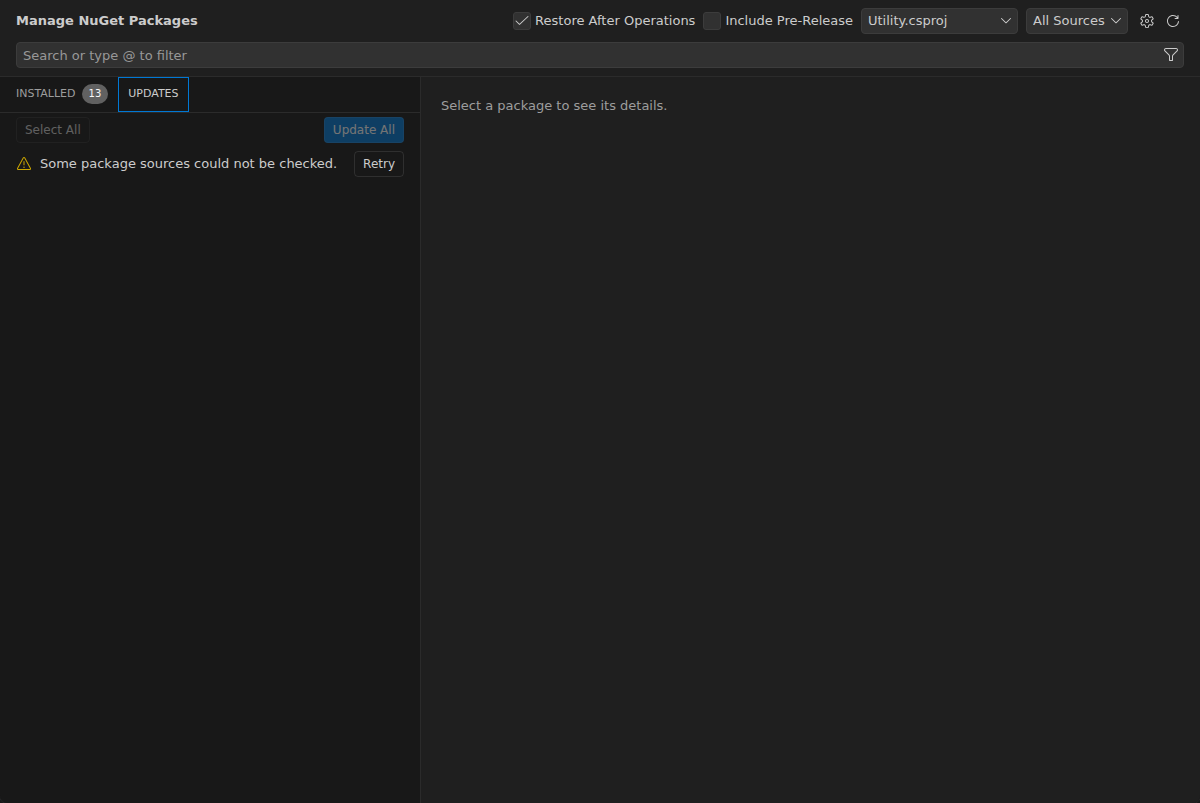 Manage NuGet Packages
Restore After Operations
Include Pre-Release
Utility.csproj
All Sources
Search or type @ to filter
INSTALLED 13
UPDATES
Select a package to see its details.
Select All
Update All
Some package sources could not be checked.
Retry